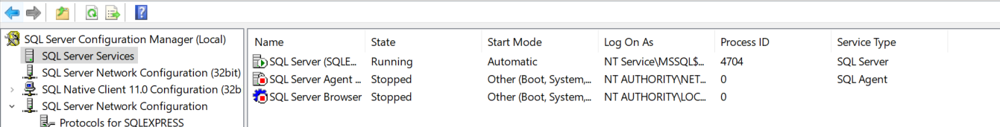 SQL Server Configuration Manager (Local)
SQL Server Services
SQL Server Network Configuration (32bit)
SQL Native Client 11.0 Configuration (32b
SQL Server Network Configuration
Protocols for SQLEXPRESS
Name State Start Mode Log On As Process ID Service Type
SQL Server (SQLE... Running Automatic NT Service\MSSQL$... 4704 SQL Server
SQL Server Agent ... Stopped Other (Boot, System,... NT AUTHORITY\NET... 0 SQL Agent
SQL Server Browser Stopped Other (Boot, System,... NT AUTHORITY\LOC... 0